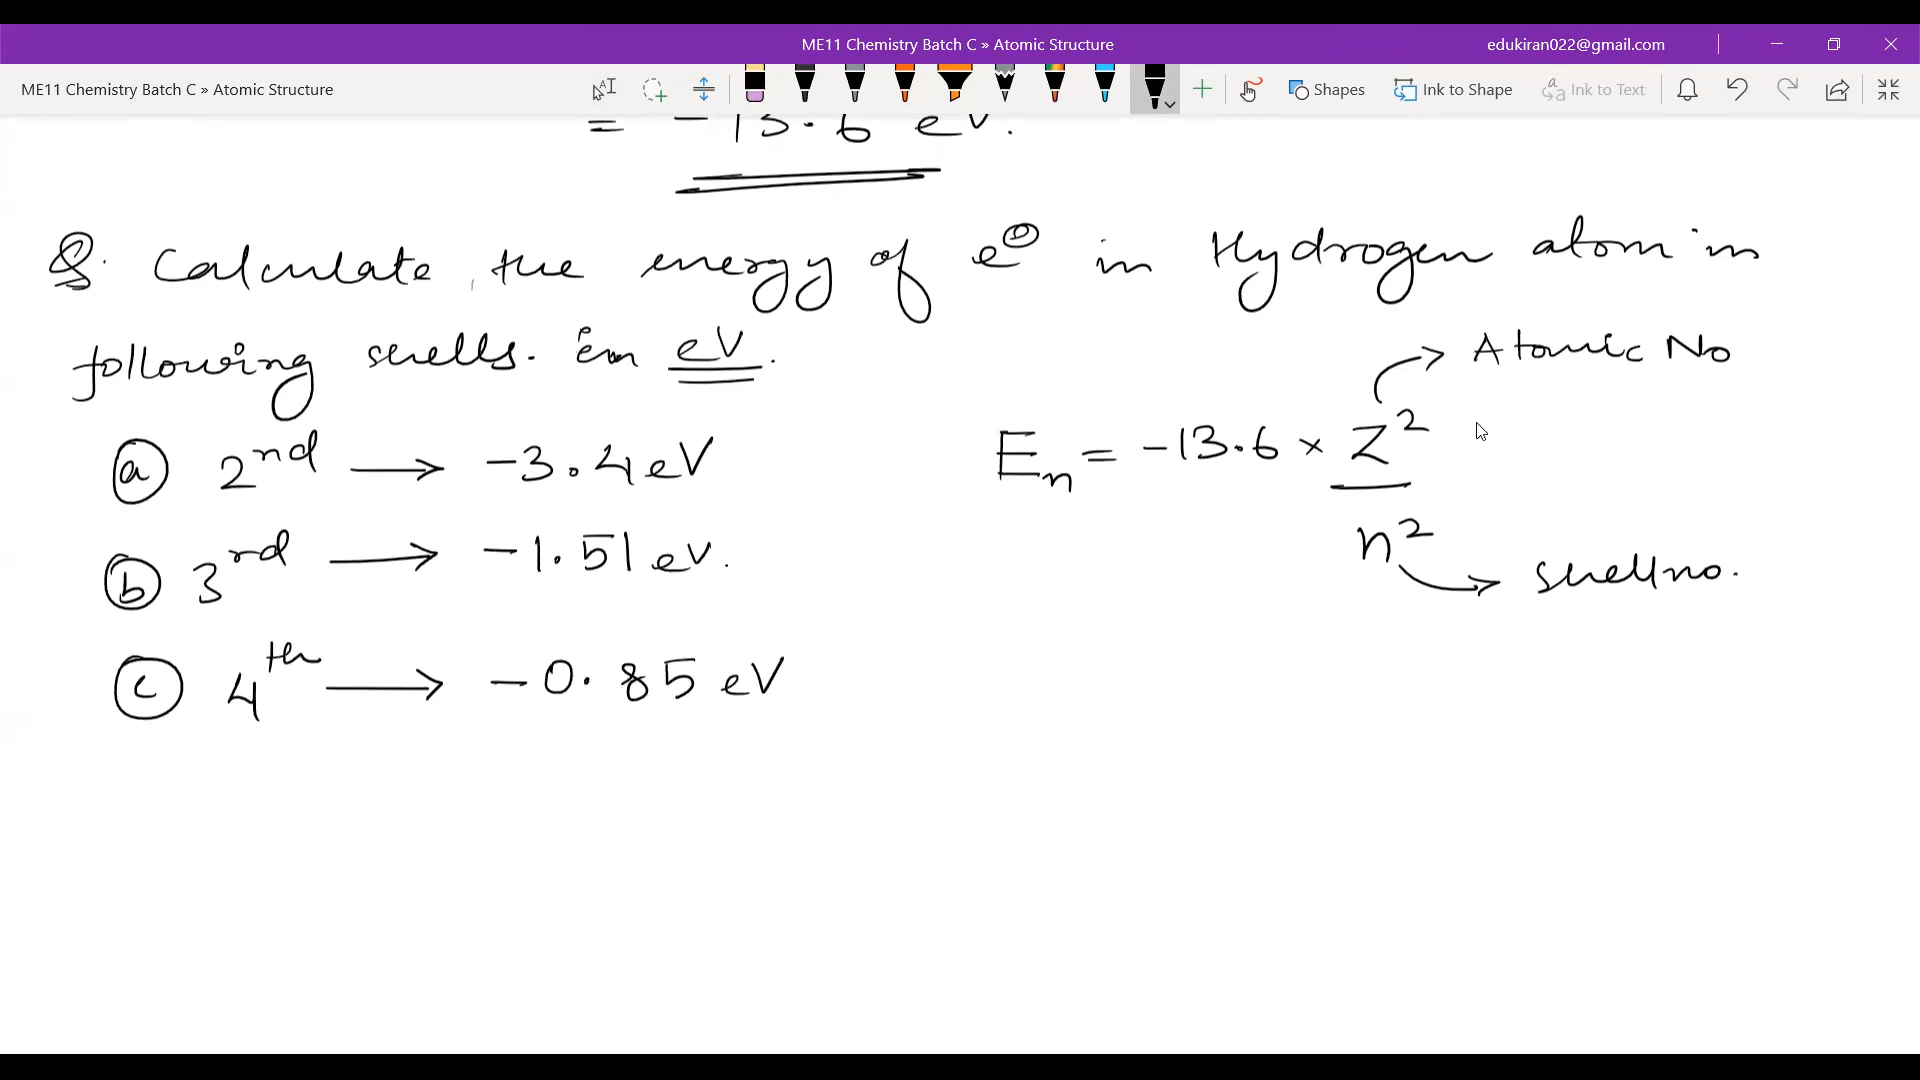 ME11 Chemistry Batch C » Atomic Structure
edukiran022@gmail.com
ME11 Chemistry Batch C » Atomic Structure
Shapes
Ink to Shape
Ink to Text
= -13.6 eV.
Q. Calculate the energy of e⊖ in Hydrogen atom in
following shells. in eV.
Atomic No
En = -13.6 × Z²
n²
shell no.
(a) 2nd → -3.4 eV
(b) 3rd → -1.51 eV.
(c) 4th → -0.85 eV